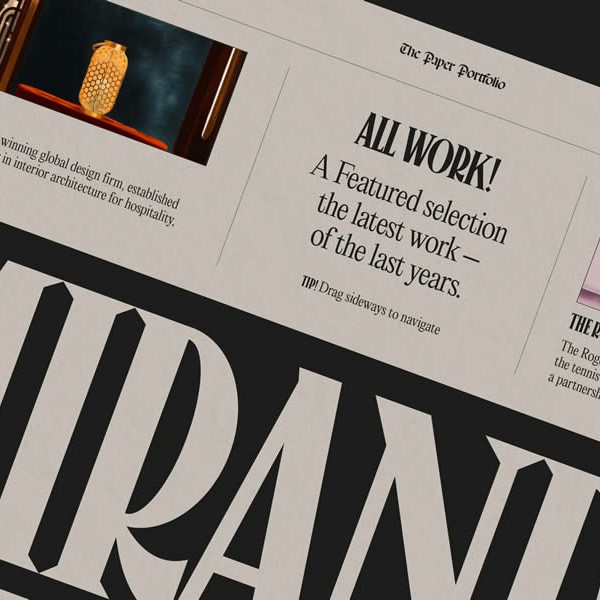 The Paper Portfolio
winning global design firm, established
in interior architecture for hospitality,
ALL WORK!
A Featured selection
the latest work —
of the last years.
TIP! Drag sideways to navigate
THE R
The Rog
the tennis
a partnersh
IRANI